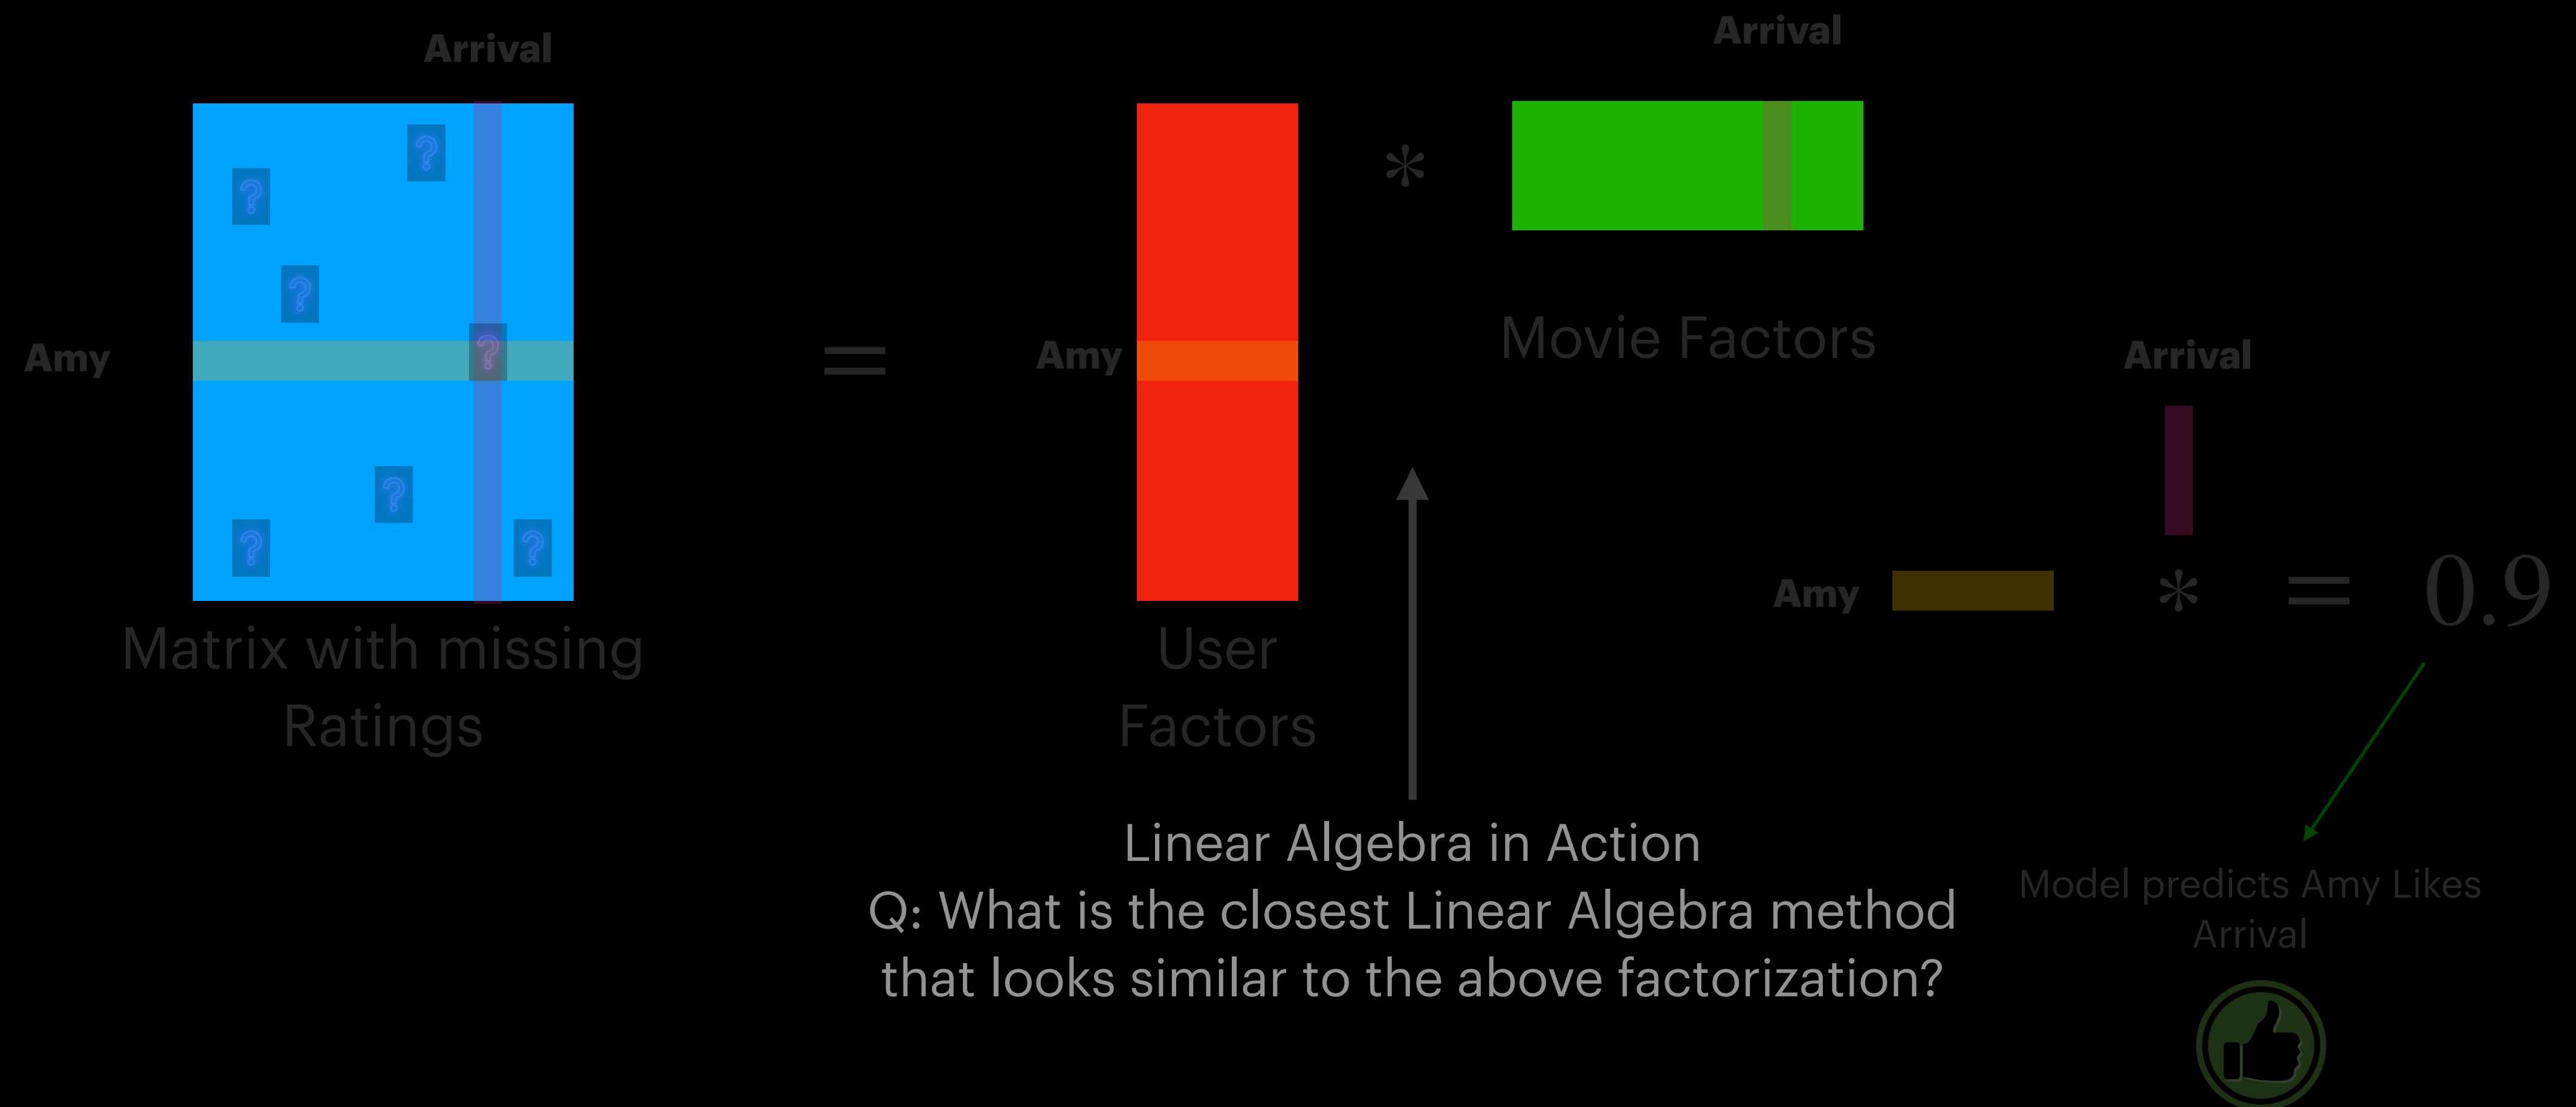 Arrival
Arrival
?
?
?
Amy
?
=
Amy
*
Movie Factors
Arrival
?
?
?
Amy
*
= 0.9
Matrix with missing
Ratings
User
Factors
Linear Algebra in Action
Q: What is the closest Linear Algebra method
that looks similar to the above factorization?
Model predicts Amy Likes
Arrival